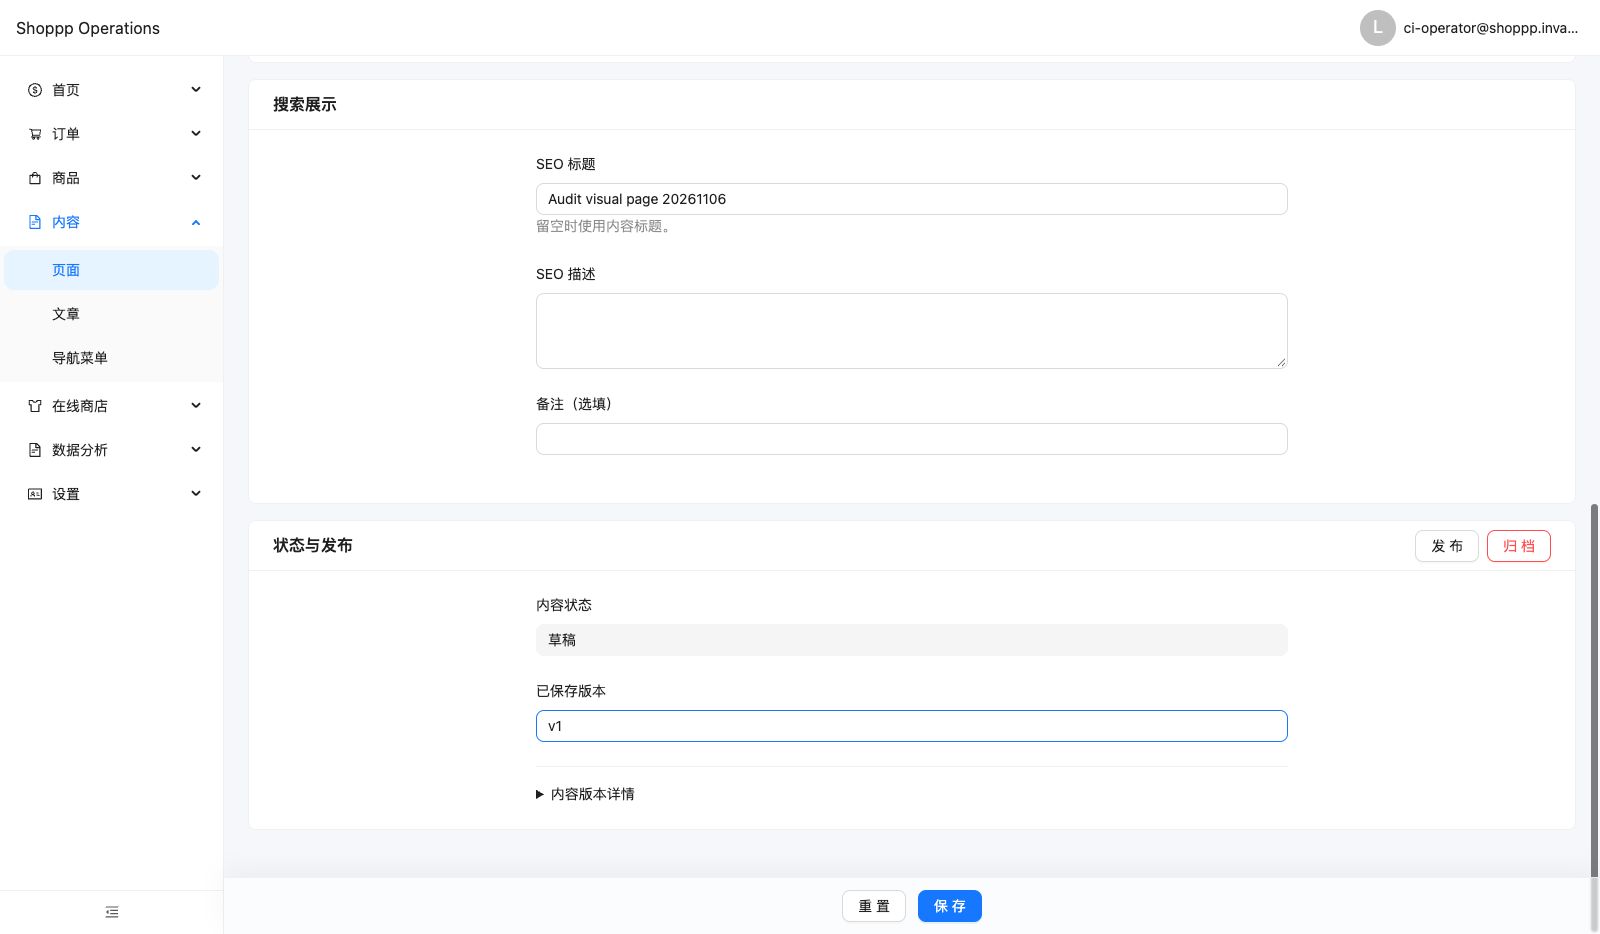 Shoppp Operations
L
ci-operator@shoppp.inva...
首页
订单
商品
内容
页面
文章
导航菜单
在线商店
数据分析
设置
搜索展示
SEO 标题
Audit visual page 20261106
留空时使用内容标题。
SEO 描述
备注（选填）
状态与发布
发 布
归 档
内容状态
草稿
已保存版本
v1
内容版本详情
重 置
保 存